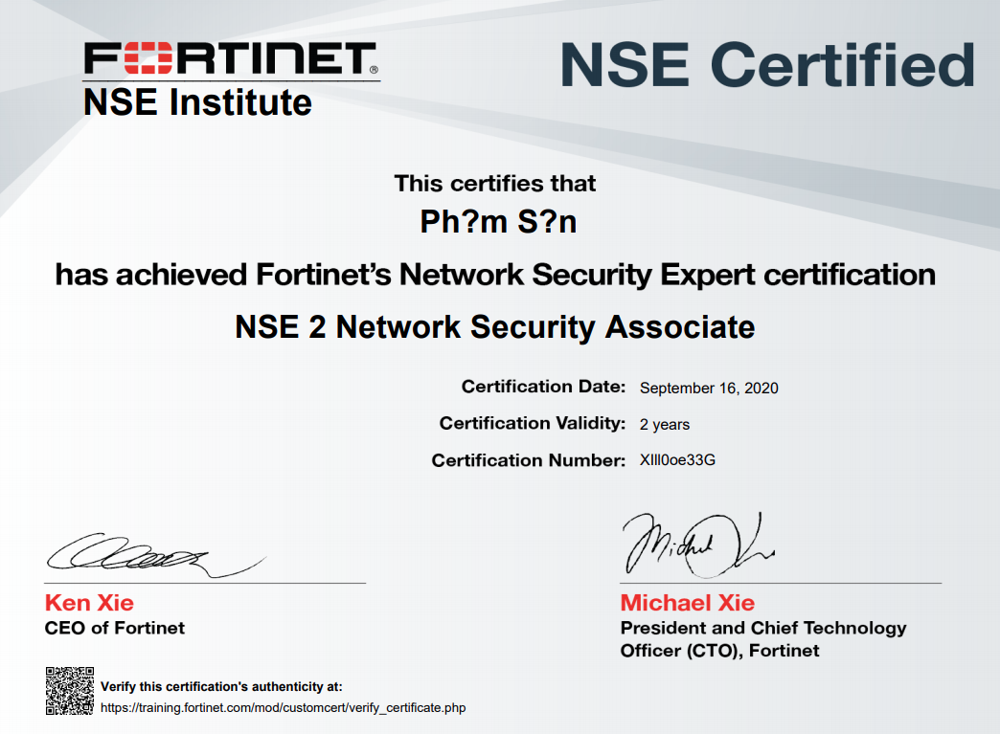 FORTINET®
NSE Institute
NSE Certified
This certifies that
Ph?m S?n
has achieved Fortinet’s Network Security Expert certification
NSE 2 Network Security Associate
Certification Date: September 16, 2020
Certification Validity: 2 years
Certification Number: XIll0oe33G
Ken Xie
CEO of Fortinet
Michael Xie
President and Chief Technology
Officer (CTO), Fortinet
Verify this certification's authenticity at:
https://training.fortinet.com/mod/customcert/verify_certificate.php